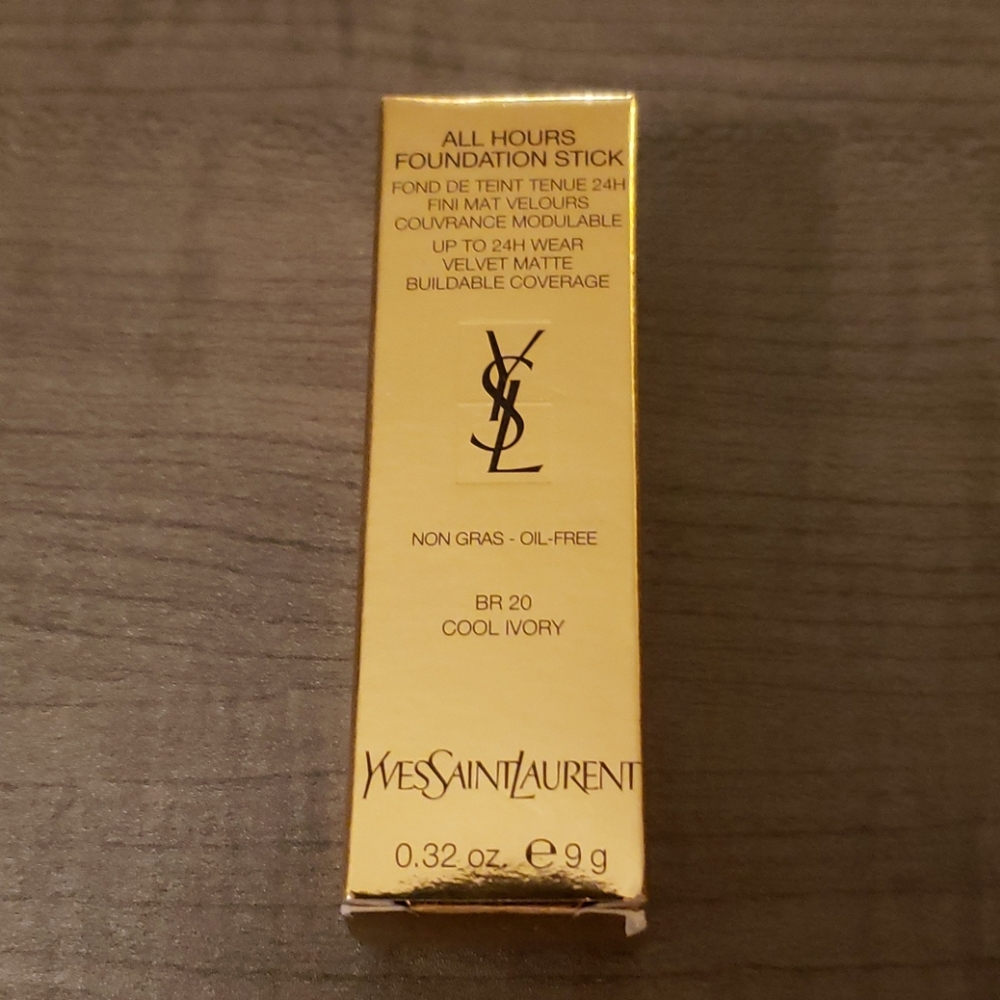 ALL HOURS
FOUNDATION STICK
FOND DE TEINT TENUE 24H
FINI MAT VELOURS
COUVRANCE MODULABLE
UP TO 24H WEAR
VELVET MATTE
BUILDABLE COVERAGE
YSL
NON GRAS - OIL-FREE
BR 20
COOL IVORY
YVESSAINTLAURENT
0.32 oz. e 9 g